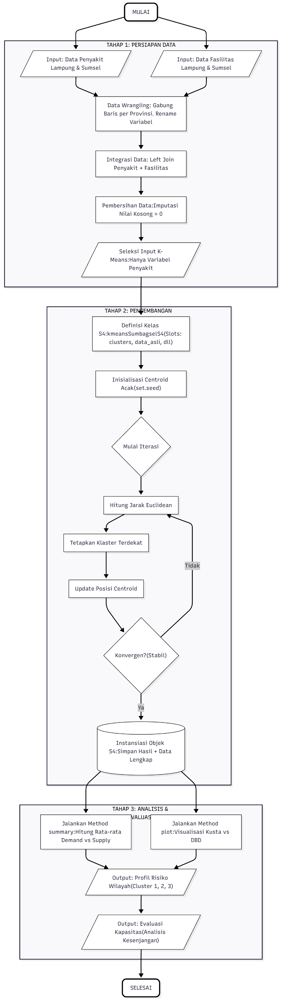 MULAI
TAHAP 1: PERSIAPAN DATA
Input: Data Penyakit
Lampung & Sumsel
Input: Data Fasilitas
Lampung & Sumsel
Data Wrangling: Gabung
Baris per Provinsi. Rename
Variabel
Integrasi Data: Left Join
Penyakit + Fasilitas
Pembersihan Data:Imputasi
Nilai Kosong = 0
Seleksi Input K-
Means:Hanya Variabel
Penyakit
TAHAP 2: PENGEMBANGAN
Definisi Kelas
S4:kmeansSumbagselS4(Slots:
clusters, data_asli, dll)
Inisialisasi Centroid
Acak(set.seed)
Mulai Iterasi
Hitung Jarak Euclidean
Tetapkan Klaster Terdekat
Tidak
Update Posisi Centroid
Konvergen?(Stabil)
Ya
Instansiasi Objek
S4:Simpan Hasil + Data
Lengkap
TAHAP 3: ANALISIS &
VALUAS
Jalankan Method
summary:Hitung Rata-rata
Demand vs Supply
Jalankan Method
plot:Visualisasi Kusta vs
DBD
Output: Profil Risiko
Wilayah(Cluster 1, 2, 3)
Output: Evaluasi
Kapasitas(Analisis
Kesenjangan)
SELESAI